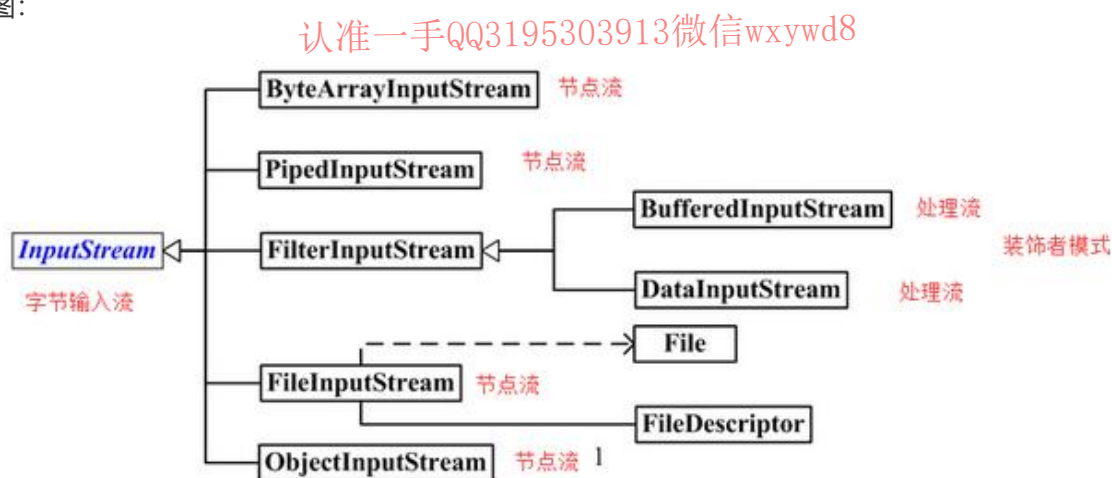 图:
认准一手QQ3195303913微信wxywd8
ByteArrayInputStream 节点流
PipedInputStream 节点流
BufferedInputStream 处理流
InputStream
FilterInputStream
装饰者模式
字节输入流
DataInputStream 处理流
File
FileInputStream 节点流
FileDescriptor
ObjectInputStream 节点流 1